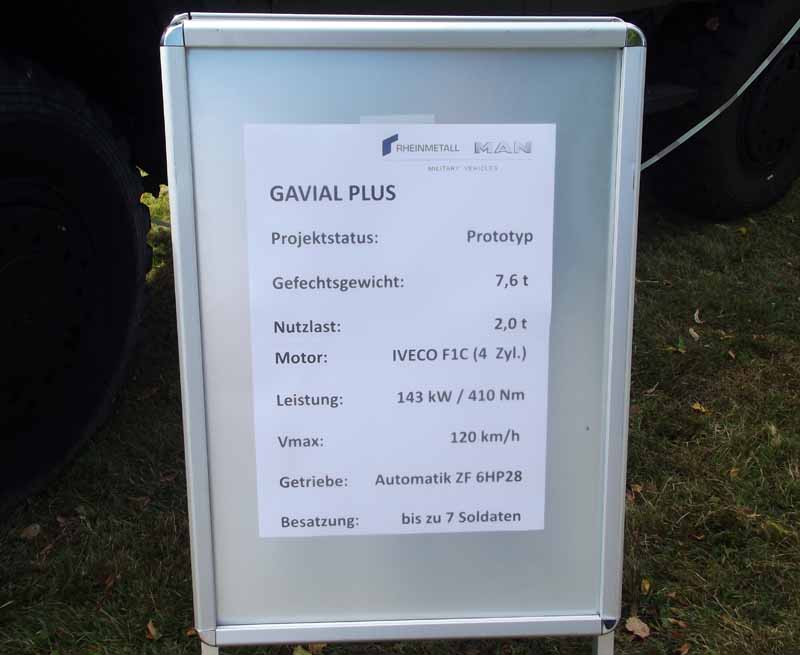 RHEINMETALL MAN
MILITARY VEHICLES
GAVIAL PLUS
Projektstatus: Prototyp
Gefechtsgewicht: 7,6 t
Nutzlast: 2,0 t
Motor: IVECO F1C (4 Zyl.)
Leistung: 143 kW / 410 Nm
Vmax: 120 km/h
Getriebe: Automatik ZF 6HP28
Besatzung: bis zu 7 Soldaten